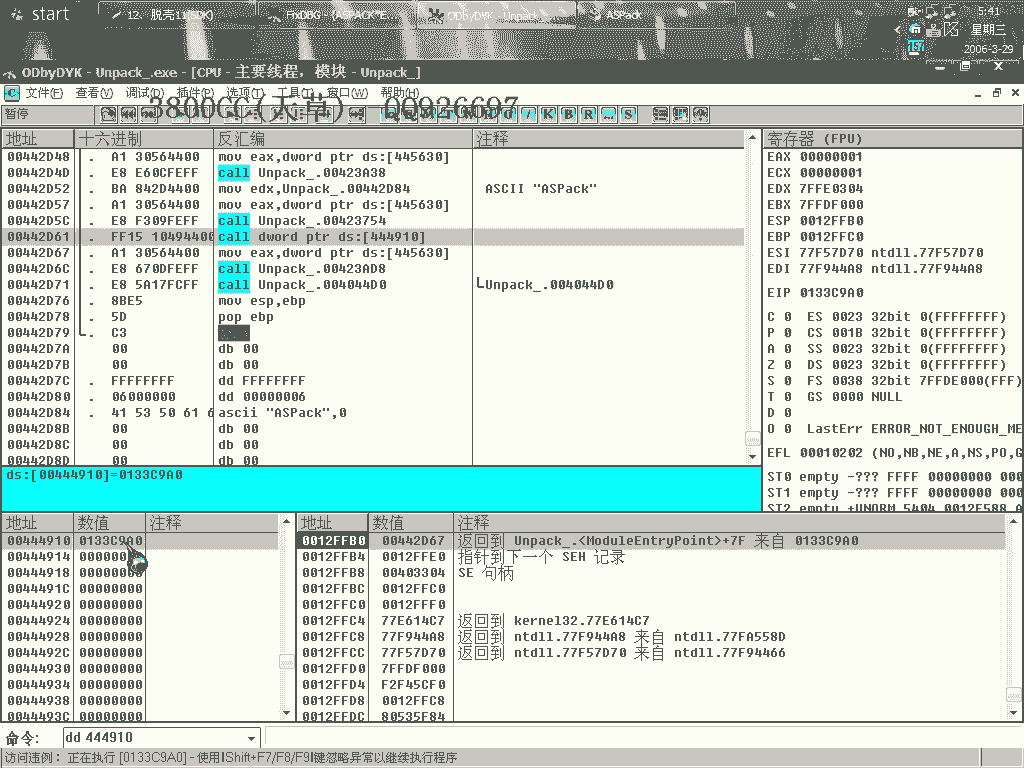 start
12、脱壳11(SDK)
FixDBG - (ASPACK^E...
ODbyDYK - Unpack_...
ASPack
5:41
星期三
2006-3-29
ODbyDYK - Unpack_.exe - [CPU - 主要线程, 模块 - Unpack_]
文件(F) 查看(V) 调试(D) 插件(P) 选项(T) 工具(T) 窗口(W) 帮助(H)
3800CC(天草) 00926697
暂停
K B R ... S
地址 十六进制 反汇编 注释
00442D48 . A1 30564400 mov eax,dword ptr ds:[445630]
00442D4D . E8 E60CFEFF call Unpack_.00423A38
00442D52 . BA 842D4400 mov edx,Unpack_.00442D84 ASCII "ASPack"
00442D57 . A1 30564400 mov eax,dword ptr ds:[445630]
00442D5C . E8 F309FEFF call Unpack_.00423754
00442D61 . FF15 10494400 call dword ptr ds:[444910]
00442D67 . A1 30564400 mov eax,dword ptr ds:[445630]
00442D6C . E8 670DFEFF call Unpack_.00423AD8
00442D71 . E8 5A17FCFF call Unpack_.004044D0 Unpack_.004044D0
00442D76 . 8BE5 mov esp,ebp
00442D78 . 5D pop ebp
00442D79 . C3
00442D7A 00 db 00
00442D7B 00 db 00
00442D7C . FFFFFFFF dd FFFFFFFF
00442D80 . 06000000 dd 00000006
00442D84 . 41 53 50 61 6 ascii "ASPack",0
00442D8B 00 db 00
00442D8C 00 db 00
00442D8D 00 db 00
ds:[00444910]=0133C9A0
寄存器 (FPU)
EAX 00000001
ECX 00000001
EDX 7FFE0304
EBX 7FFDF000
ESP 0012FFB0
EBP 0012FFC0
ESI 77F57D70 ntdll.77F57D70
EDI 77F944A8 ntdll.77F944A8
EIP 0133C9A0
C 0 ES 0023 32bit 0(FFFFFFFF)
P 0 CS 001B 32bit 0(FFFFFFFF)
A 0 SS 0023 32bit 0(FFFFFFFF)
Z 0 DS 0023 32bit 0(FFFFFFFF)
S 0 FS 0038 32bit 7FFDE000(FFF)
T 0 GS 0000 NULL
D 0
O 0 LastErr ERROR_NOT_ENOUGH_ME
EFL 00010202 (NO,NB,NE,A,NS,PO,G
ST0 empty -??? FFFF 00000000 000
ST1 empty -??? FFFF 00000000 000
ST2 empty +UNORM 5404 0012E588 A
地址 数值 注释
00444910 0133C9A0
00444914 00000000
00444918 00000000
0044491C 00000000
00444920 00000000
00444924 00000000
00444928 00000000
0044492C 00000000
00444930 00000000
00444934 00000000
00444938 00000000
0044493C 00000000
地址 数值 注释
0012FFB0 00442D67 返回到 Unpack_.<ModuleEntryPoint>+7F 来自 0133C9A0
0012FFB4 0012FFE0 指针到下一个 SEH 记录
0012FFB8 00403304 SE 句柄
0012FFBC 0012FFC0
0012FFC0 0012FFF0
0012FFC4 77E614C7 返回到 kernel32.77E614C7
0012FFC8 77F944A8 返回到 ntdll.77F944A8 来自 ntdll.77FA558D
0012FFCC 77F57D70 返回到 ntdll.77F57D70 来自 ntdll.77F94466
0012FFD0 7FFDF000
0012FFD4 F2F45CF0
0012FFD8 0012FFC8
0012FFDC 80535F84
命令: dd 444910
访问违例: 正在执行 [0133C9A0] - 使用Shift+F7/F8/F9键忽略异常以继续执行程序